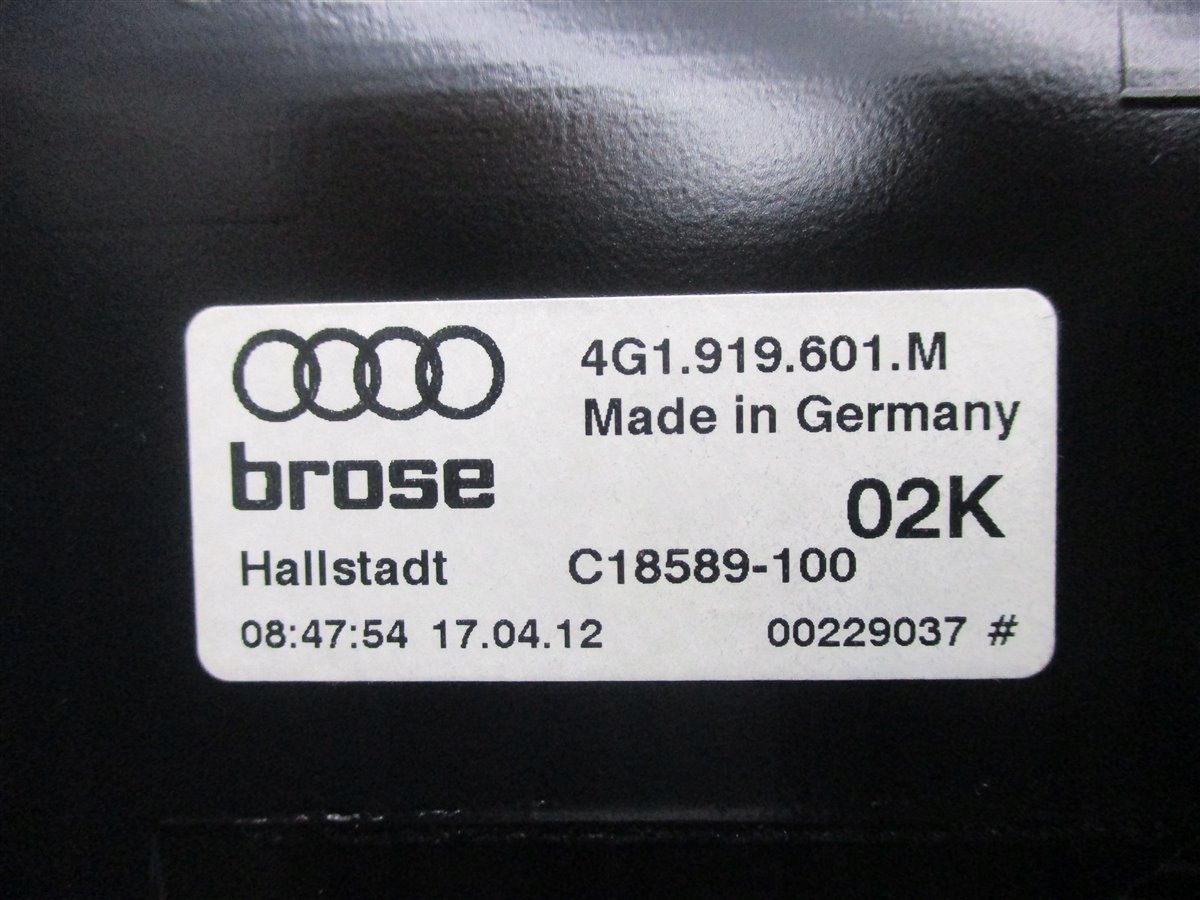 4G1.919.601.M
Made in Germany
brose
02K
Hallstadt C18589-100
08:47:54 17.04.12 00229037 #